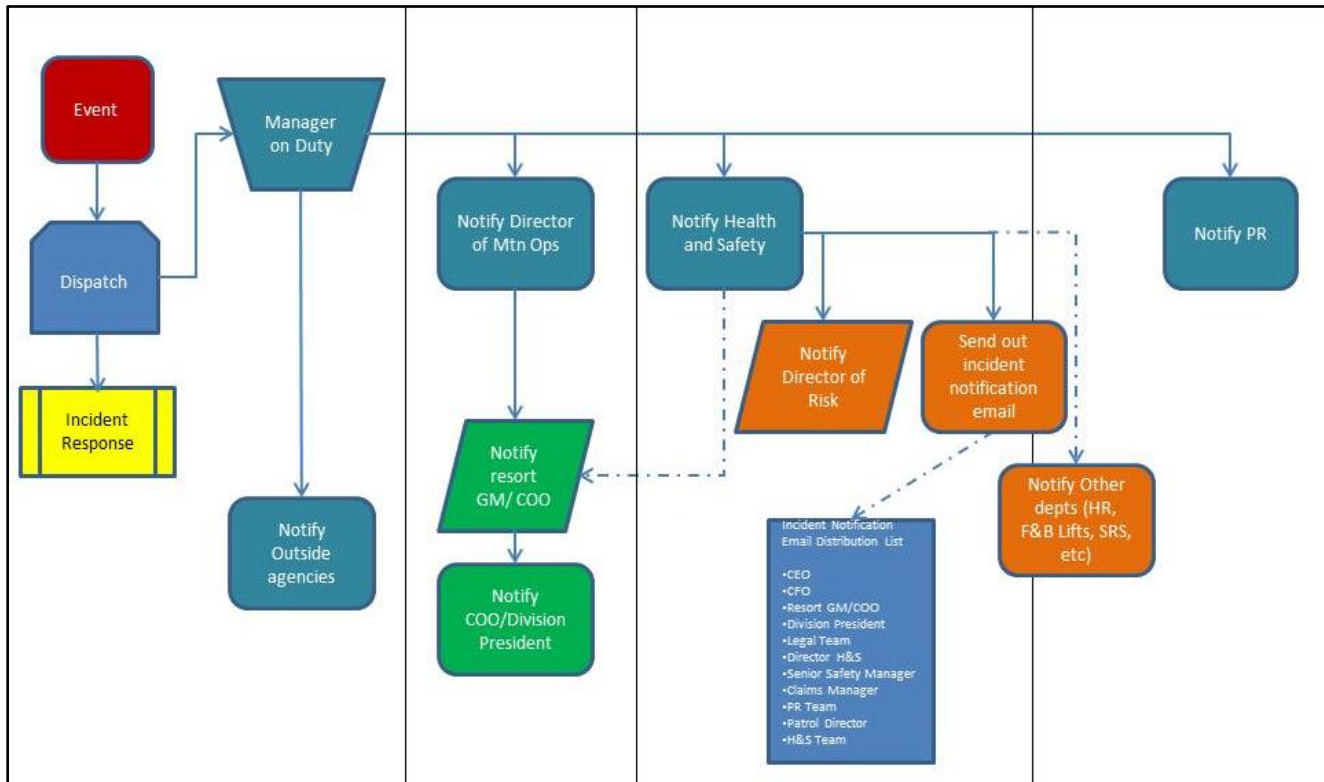 Event
Manager
on Duty
Dispatch
Incident
Response
Notify
Outside
agencies
Notify Director
of Mtn Ops
Notify
resort
GM/ COO
Notify
COO/Division
President
Notify Health
and Safety
Notify
Director of
Risk
Send out
incident
notification
email
Incident Notification
Email Distribution List
•CEO
•CFO
•Resort GM/COO
•Division President
•Legal Team
•Director H&S
•Senior Safety Manager
•Claims Manager
•PR Team
•Patrol Director
•H&S Team
Notify PR
Notify Other
depts (HR,
F&B Lifts, SRS,
etc)